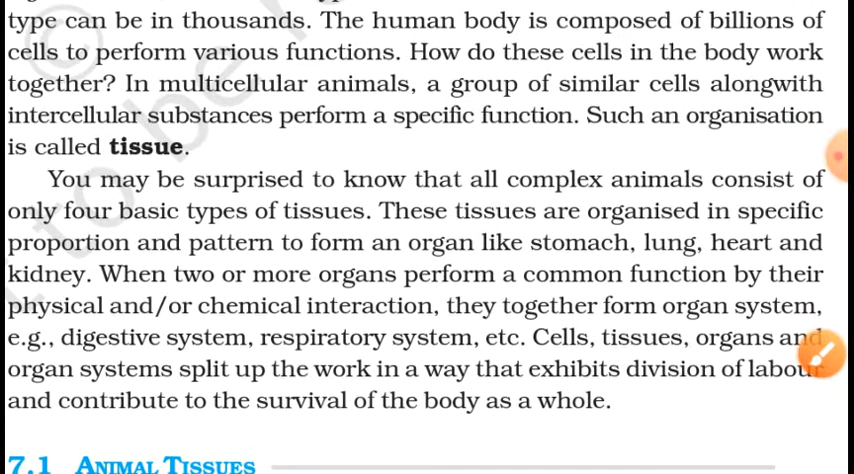 type can be in thousands. The human body is composed of billions of
cells to perform various functions. How do these cells in the body work
together? In multicellular animals, a group of similar cells alongwith
intercellular substances perform a specific function. Such an organisation
is called tissue.
You may be surprised to know that all complex animals consist of
only four basic types of tissues. These tissues are organised in specific
proportion and pattern to form an organ like stomach, lung, heart and
kidney. When two or more organs perform a common function by their
physical and/or chemical interaction, they together form organ system,
e.g., digestive system, respiratory system, etc. Cells, tissues, organs and
organ systems split up the work in a way that exhibits division of labour
and contribute to the survival of the body as a whole.
7.1 ANIMAL TISSUES